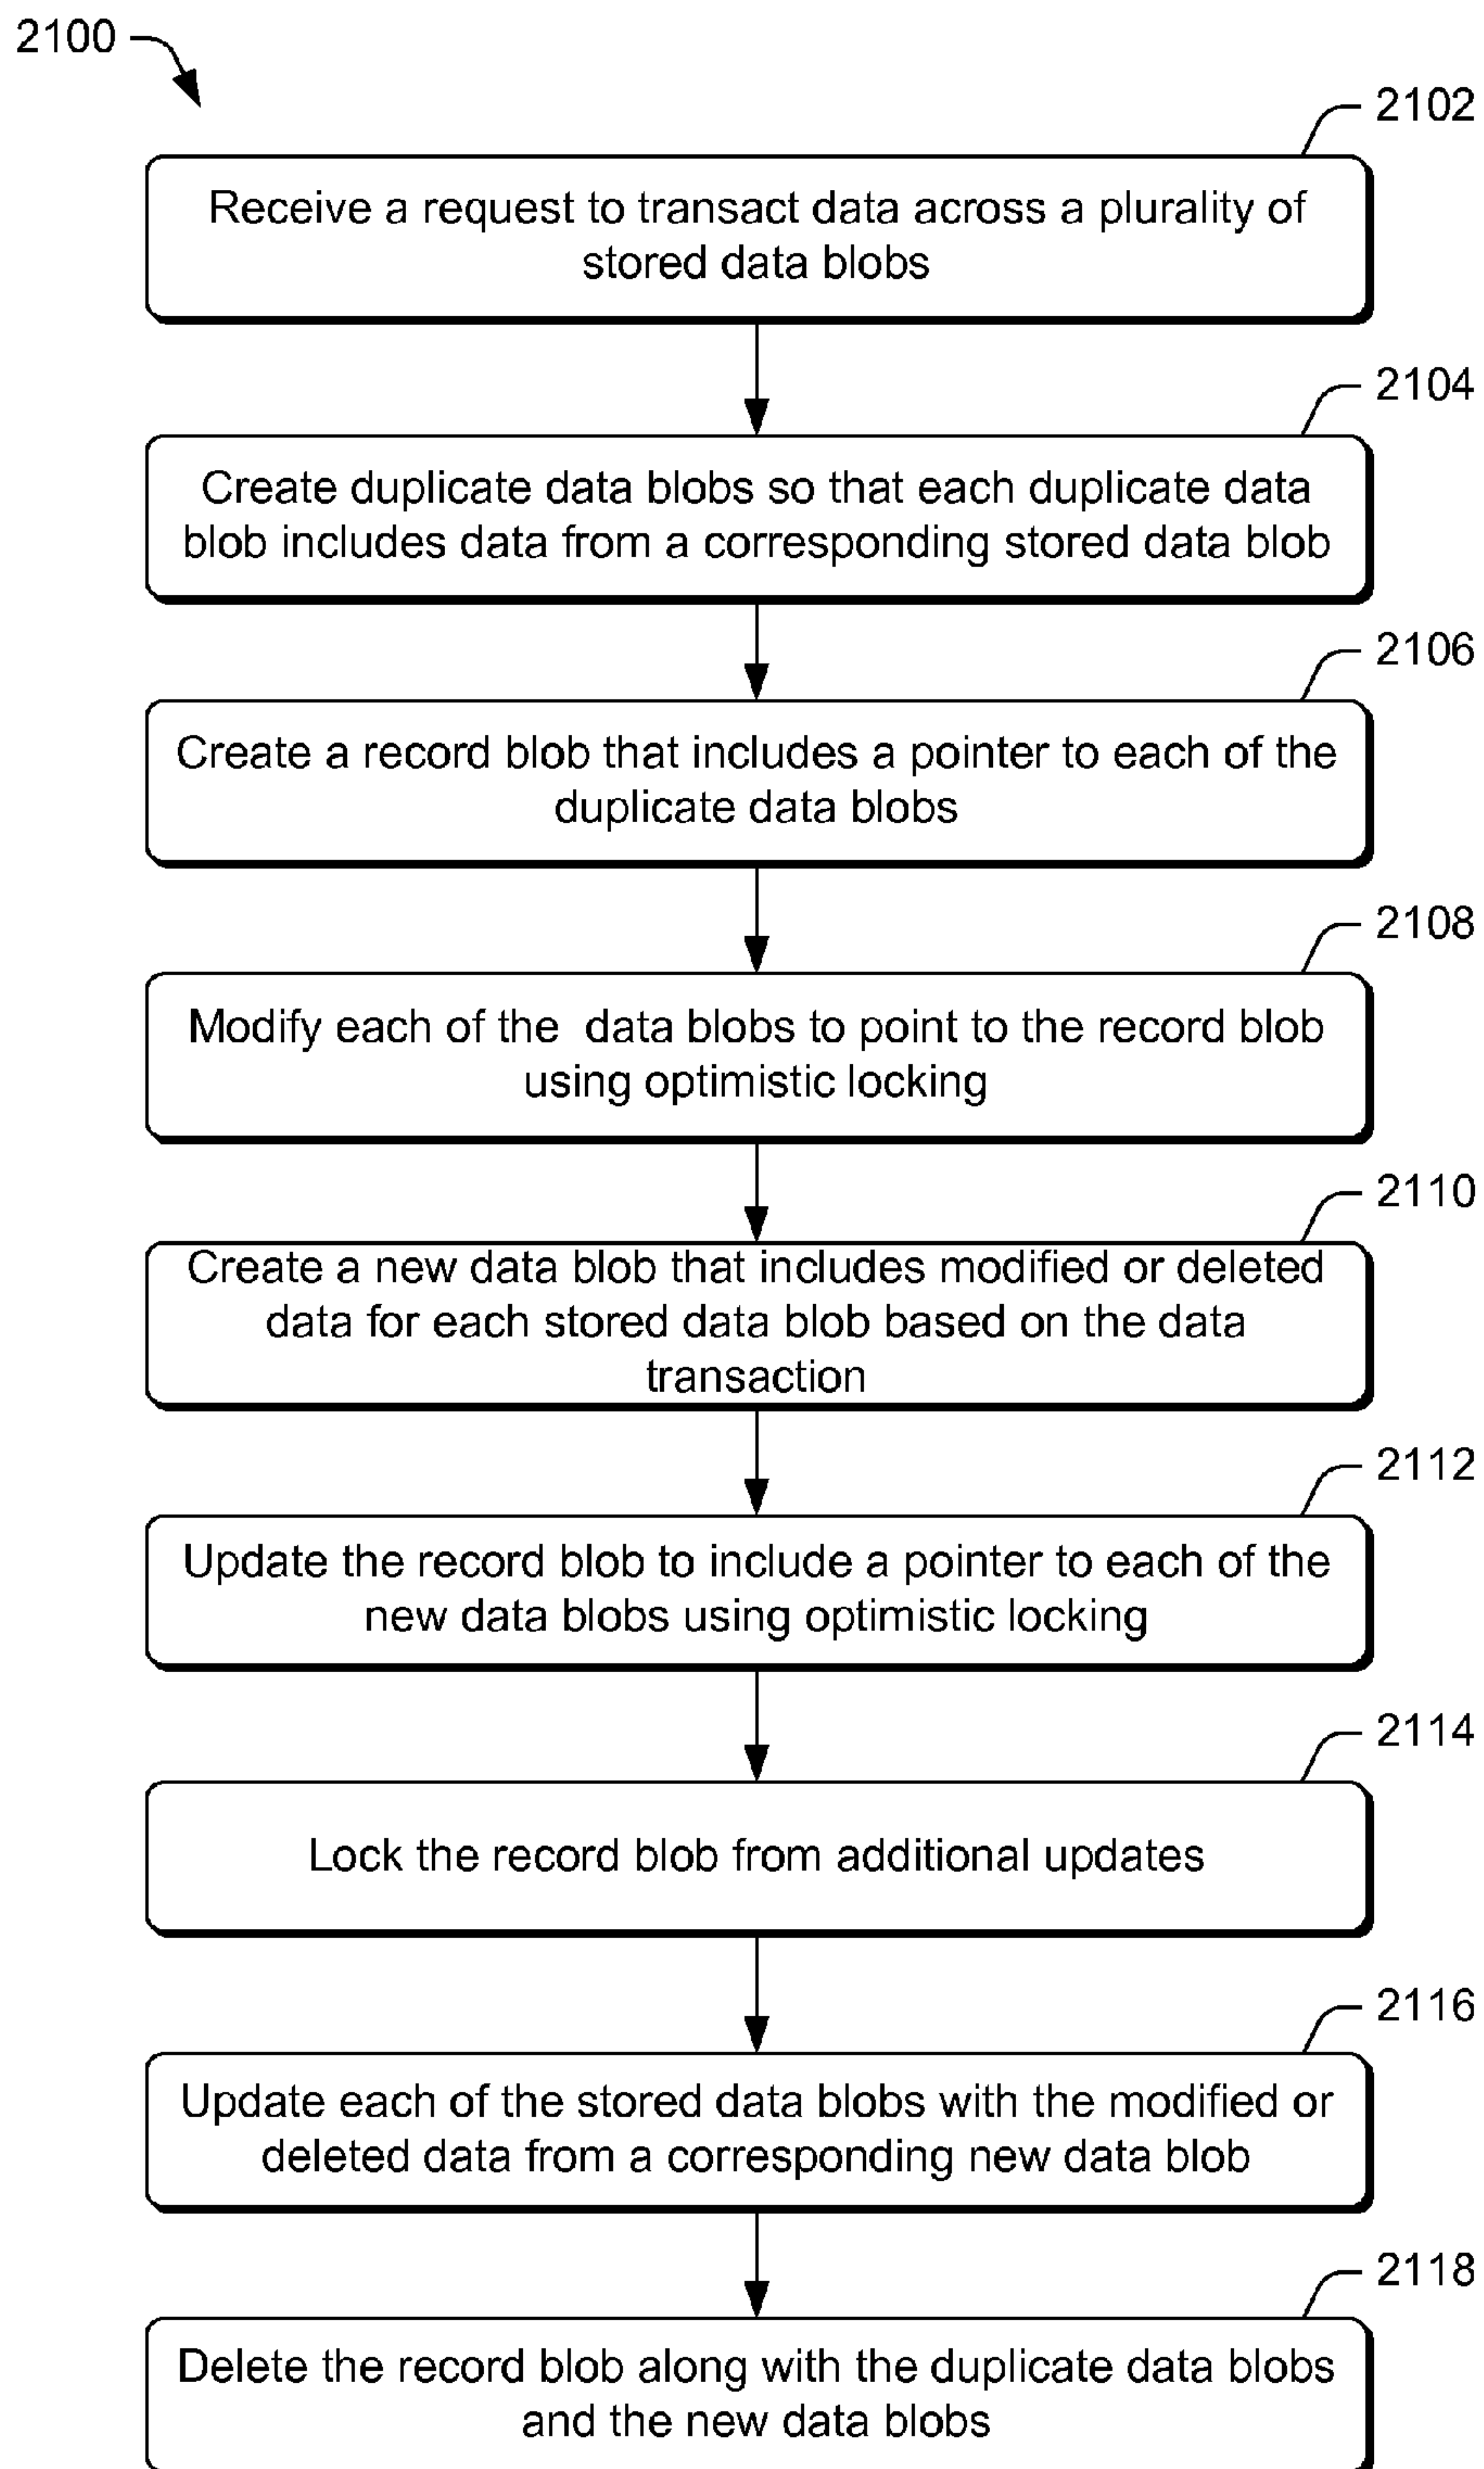 2100
2102
Receive a request to transact data across a plurality of
stored data blobs
2104
Create duplicate data blobs so that each duplicate data
blob includes data from a corresponding stored data blob
2106
Create a record blob that includes a pointer to each of the
duplicate data blobs
2108
Modify each of the  data blobs to point to the record blob
using optimistic locking
2110
Create a new data blob that includes modified or deleted
data for each stored data blob based on the data
transaction
2112
Update the record blob to include a pointer to each of the
new data blobs using optimistic locking
2114
Lock the record blob from additional updates
2116
Update each of the stored data blobs with the modified or
deleted data from a corresponding new data blob
2118
Delete the record blob along with the duplicate data blobs
and the new data blobs